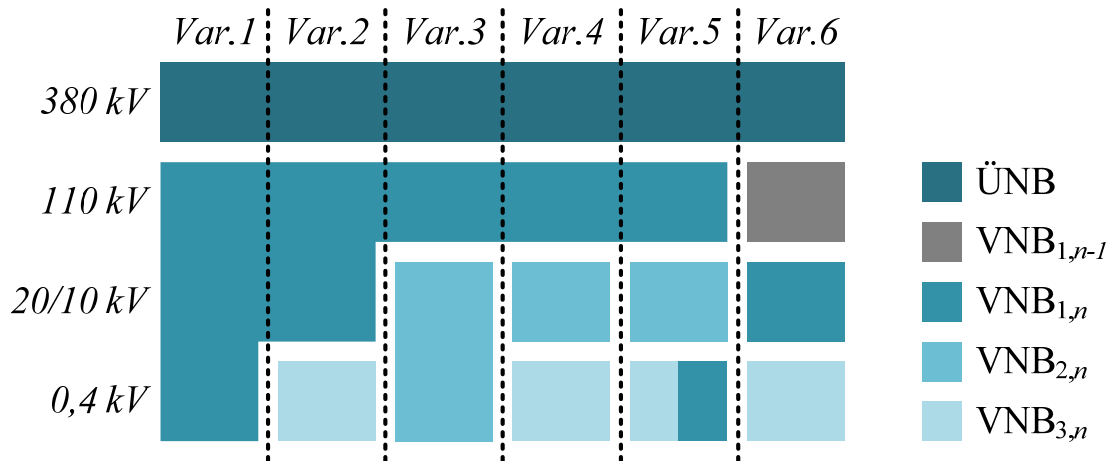 Var.1 Var.2 Var.3 Var.4 Var.5 Var.6
380 kV
110 kV
20/10 kV
0,4 kV
ÜNB
VNB1,n-1
VNB1,n
VNB2,n
VNB3,n